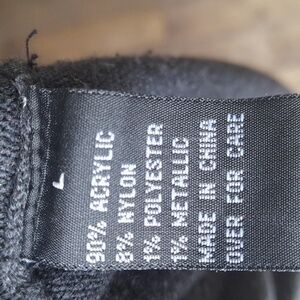 L
90% ACRYLIC
8% NYLON
1% POLYESTER
1% METALLIC
MADE IN CHINA
OVER FOR CARE